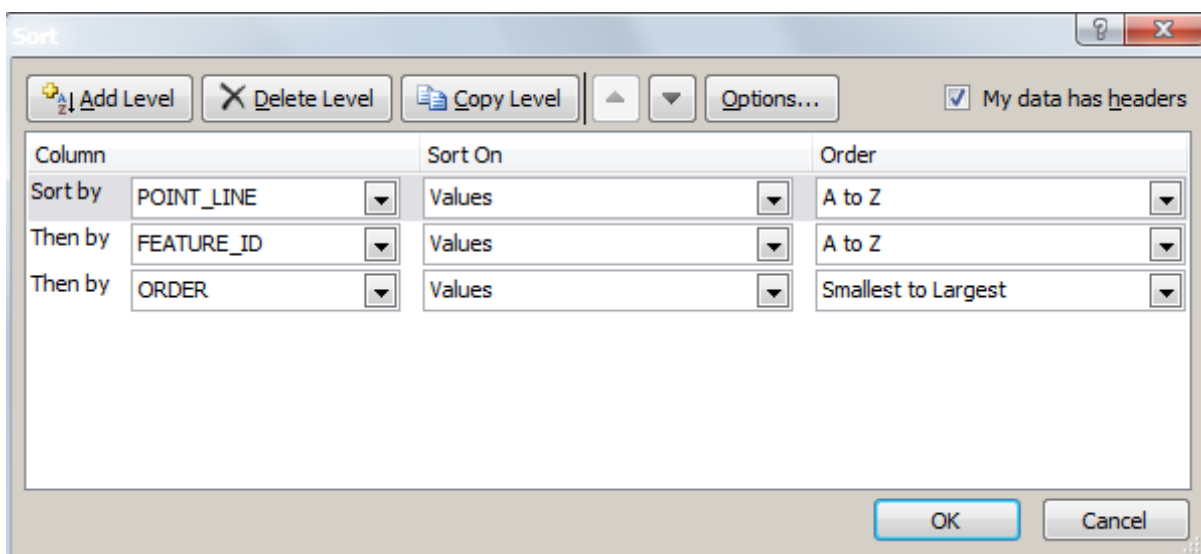 Sort
Add Level Delete Level Copy Level Options... My data has headers
Column Sort On Order
Sort by POINT_LINE Values A to Z
Then by FEATURE_ID Values A to Z
Then by ORDER Values Smallest to Largest
OK Cancel